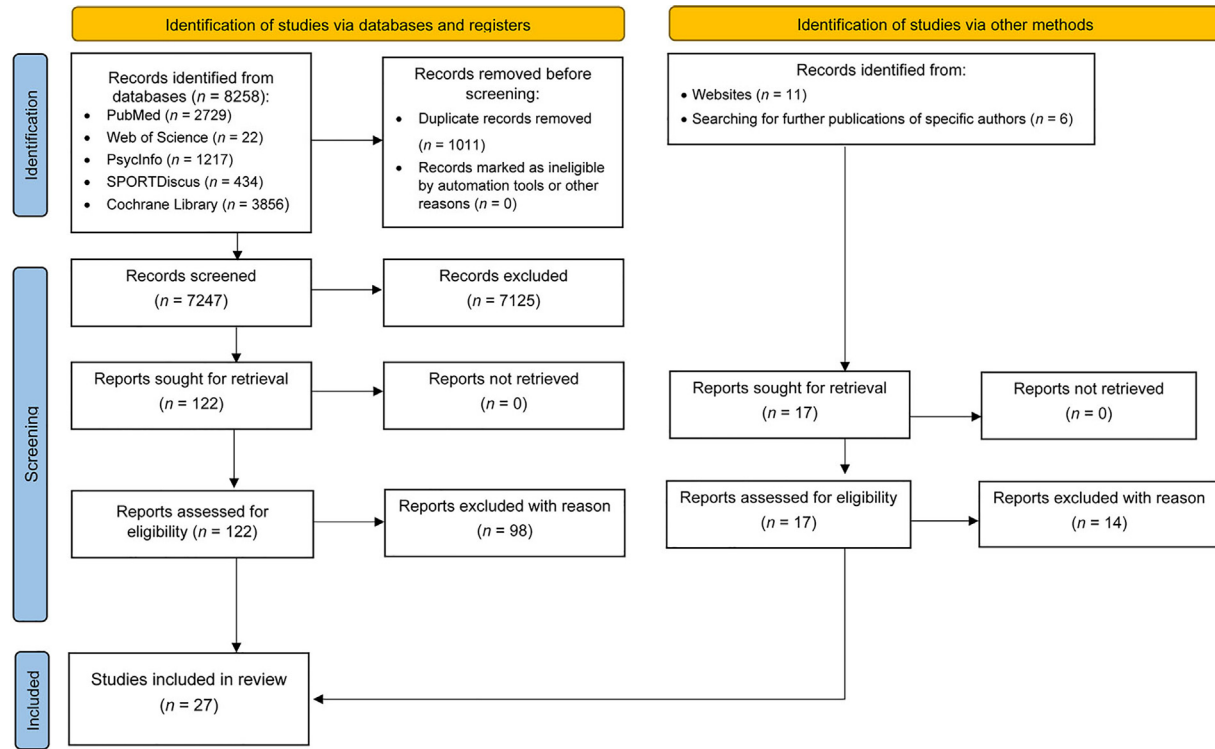 Identification of studies via databases and registers
Identification of studies via other methods
Identification
Records identified from
databases (n = 8258):
• PubMed (n = 2729)
• Web of Science (n = 22)
• PsycInfo (n = 1217)
• SPORTDiscus (n = 434)
• Cochrane Library (n = 3856)
Records removed before
screening:
• Duplicate records removed
(n = 1011)
• Records marked as ineligible
by automation tools or other
reasons (n = 0)
Records identified from:
• Websites (n = 11)
• Searching for further publications of specific authors (n = 6)
Screening
Records screened
(n = 7247)
Records excluded
(n = 7125)
Reports sought for retrieval
(n = 122)
Reports not retrieved
(n = 0)
Reports sought for retrieval
(n = 17)
Reports not retrieved
(n = 0)
Reports assessed for
eligibility (n = 122)
Reports excluded with reason
(n = 98)
Reports assessed for eligibility
(n = 17)
Reports excluded with reason
(n = 14)
Included
Studies included in review
(n = 27)